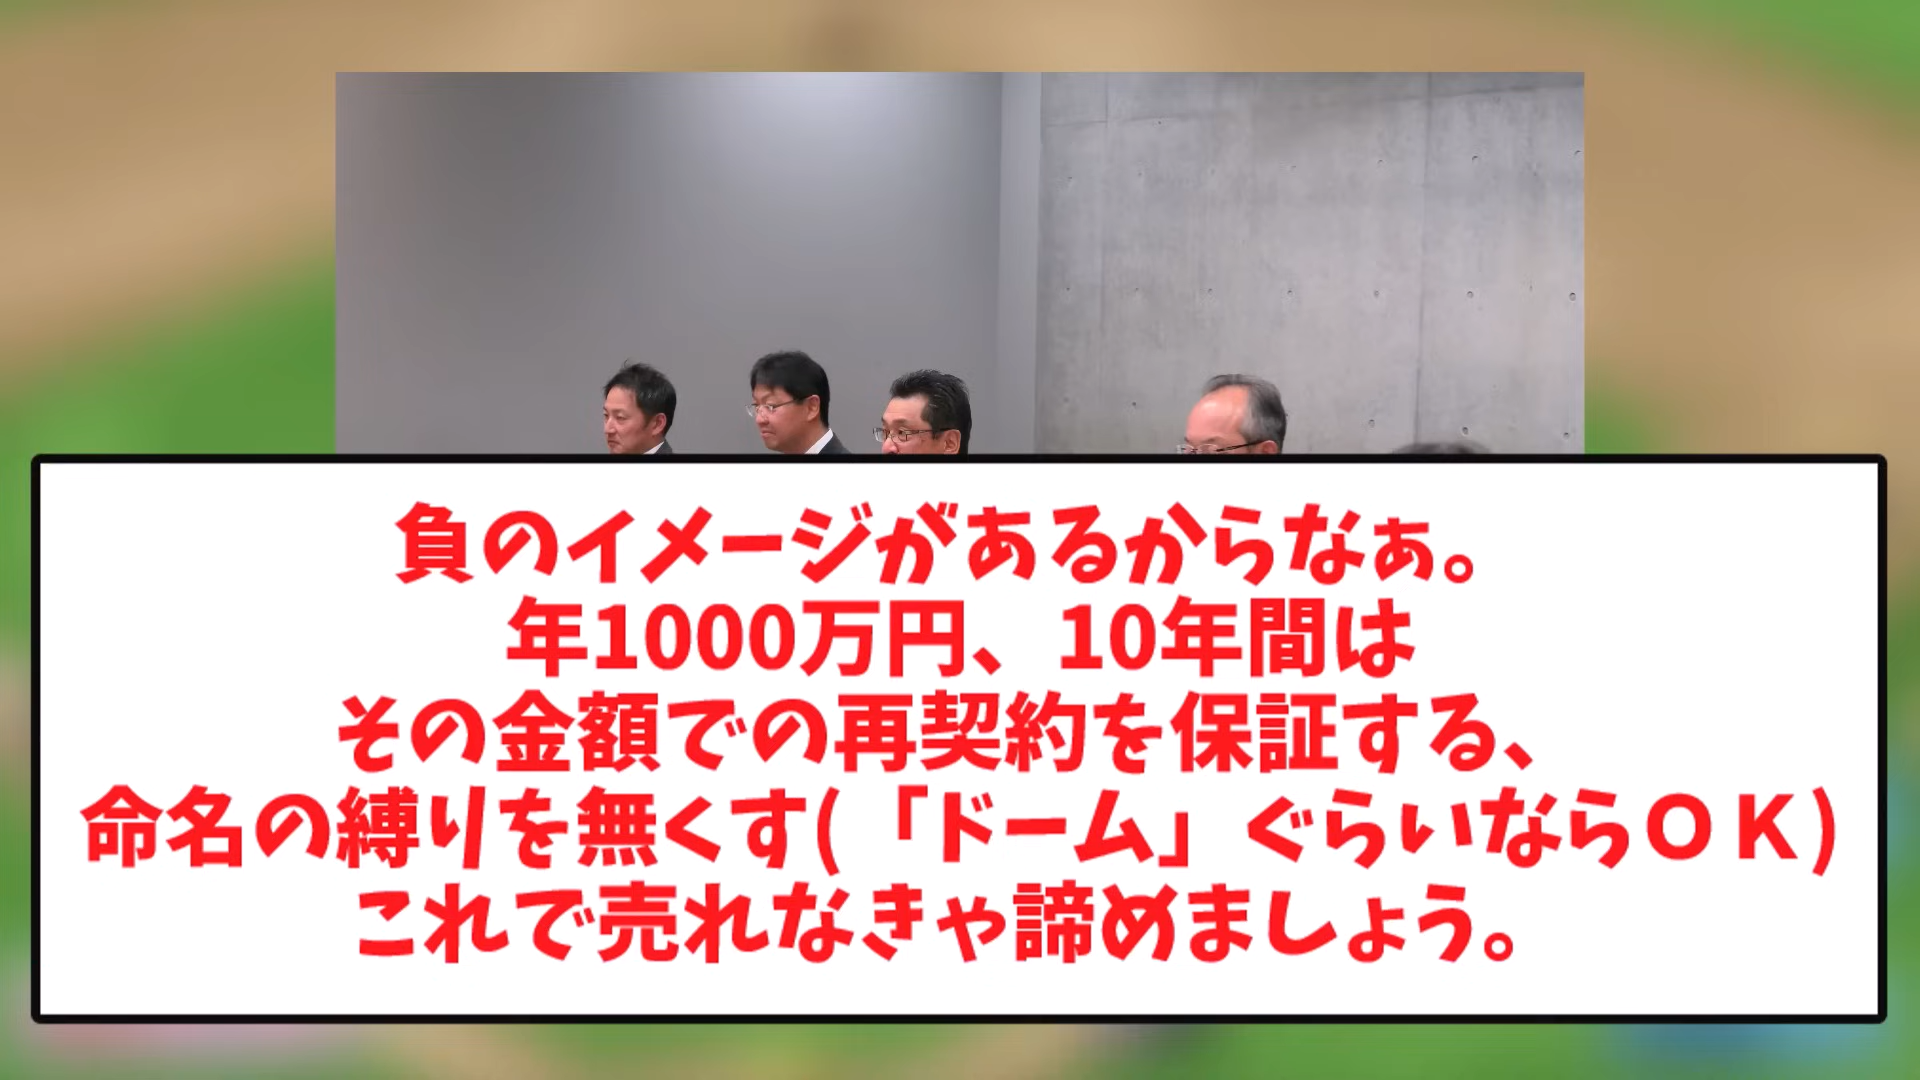 負のイメージがあるからなぁ。
年1000万円、10年間は
その金額での再契約を保証する、
命名の縛りを無くす(「ドーム」ぐらいならＯＫ)
これで売れなきゃ諦めましょう。